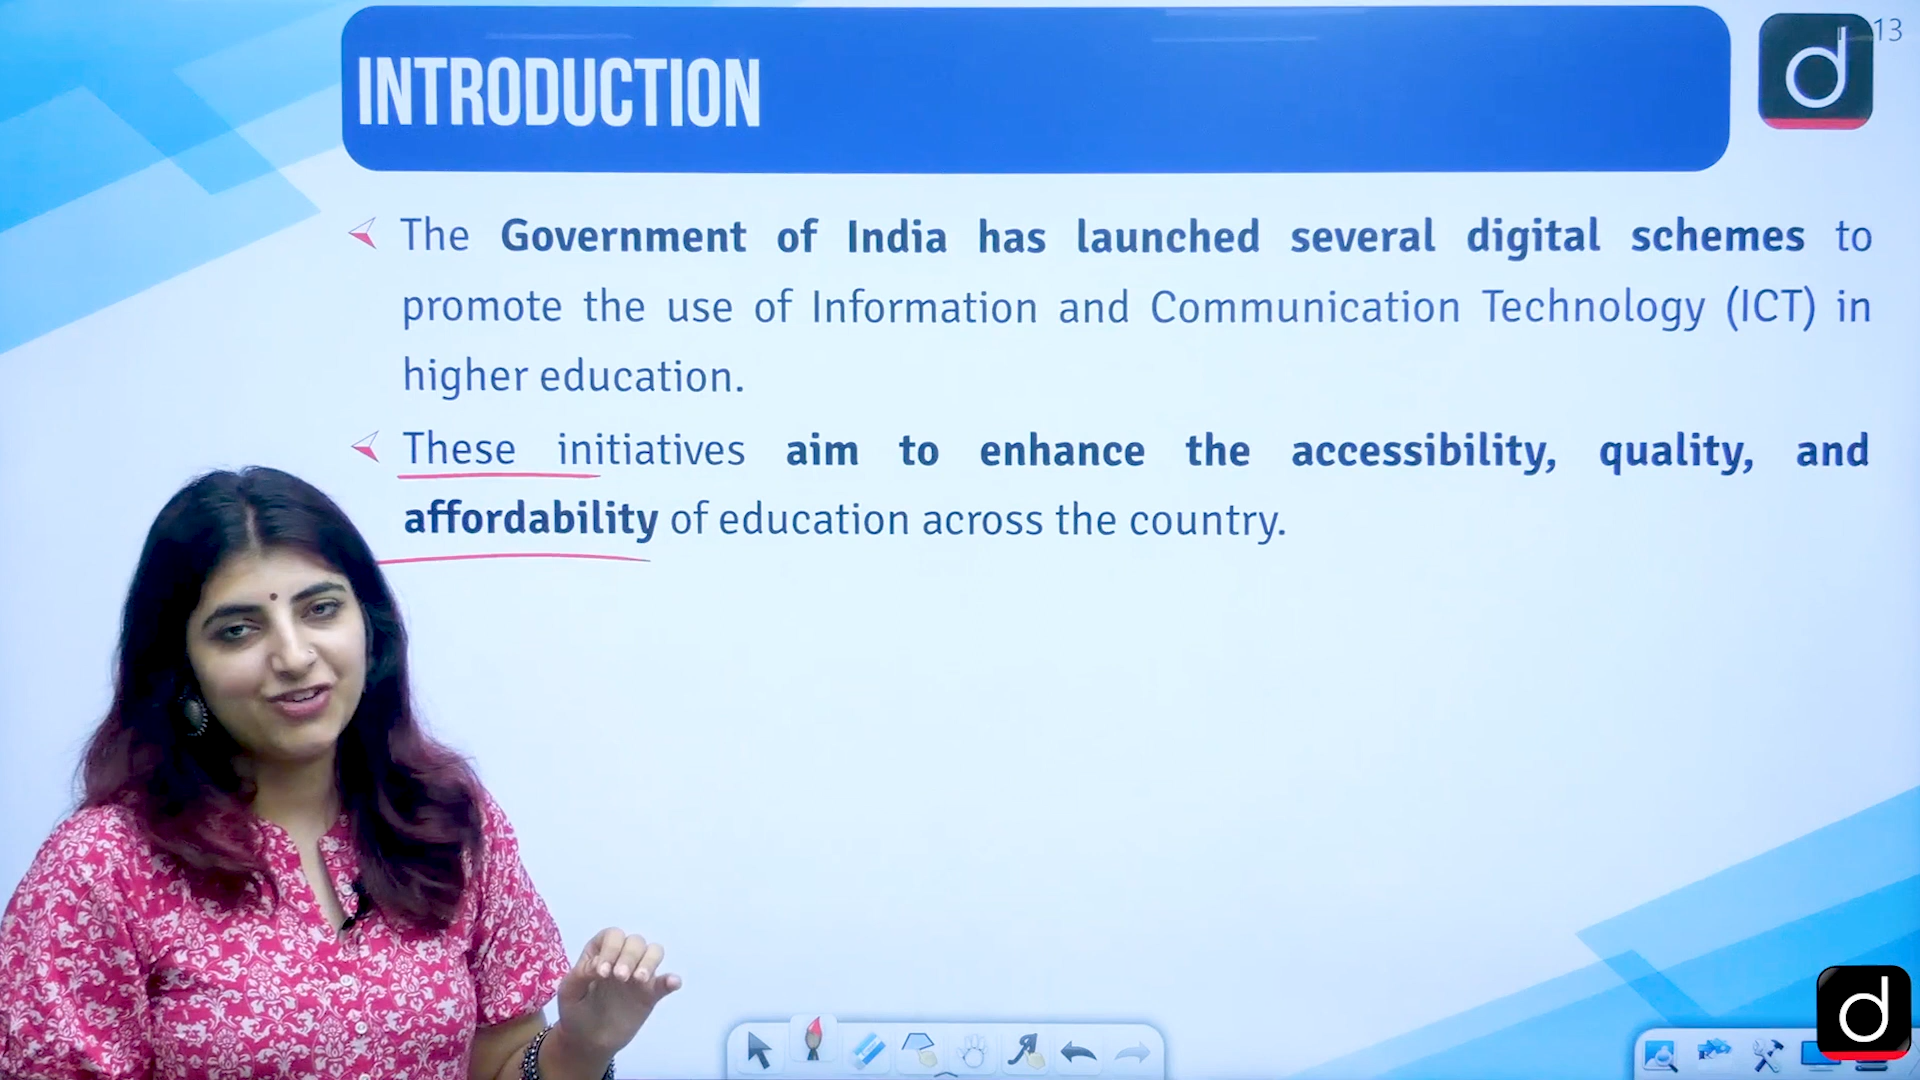 INTRODUCTION
13
The Government of India has launched several digital schemes to
promote the use of Information and Communication Technology (ICT) in
higher education.
These initiatives aim to enhance the accessibility, quality, and
affordability of education across the country.
d
d